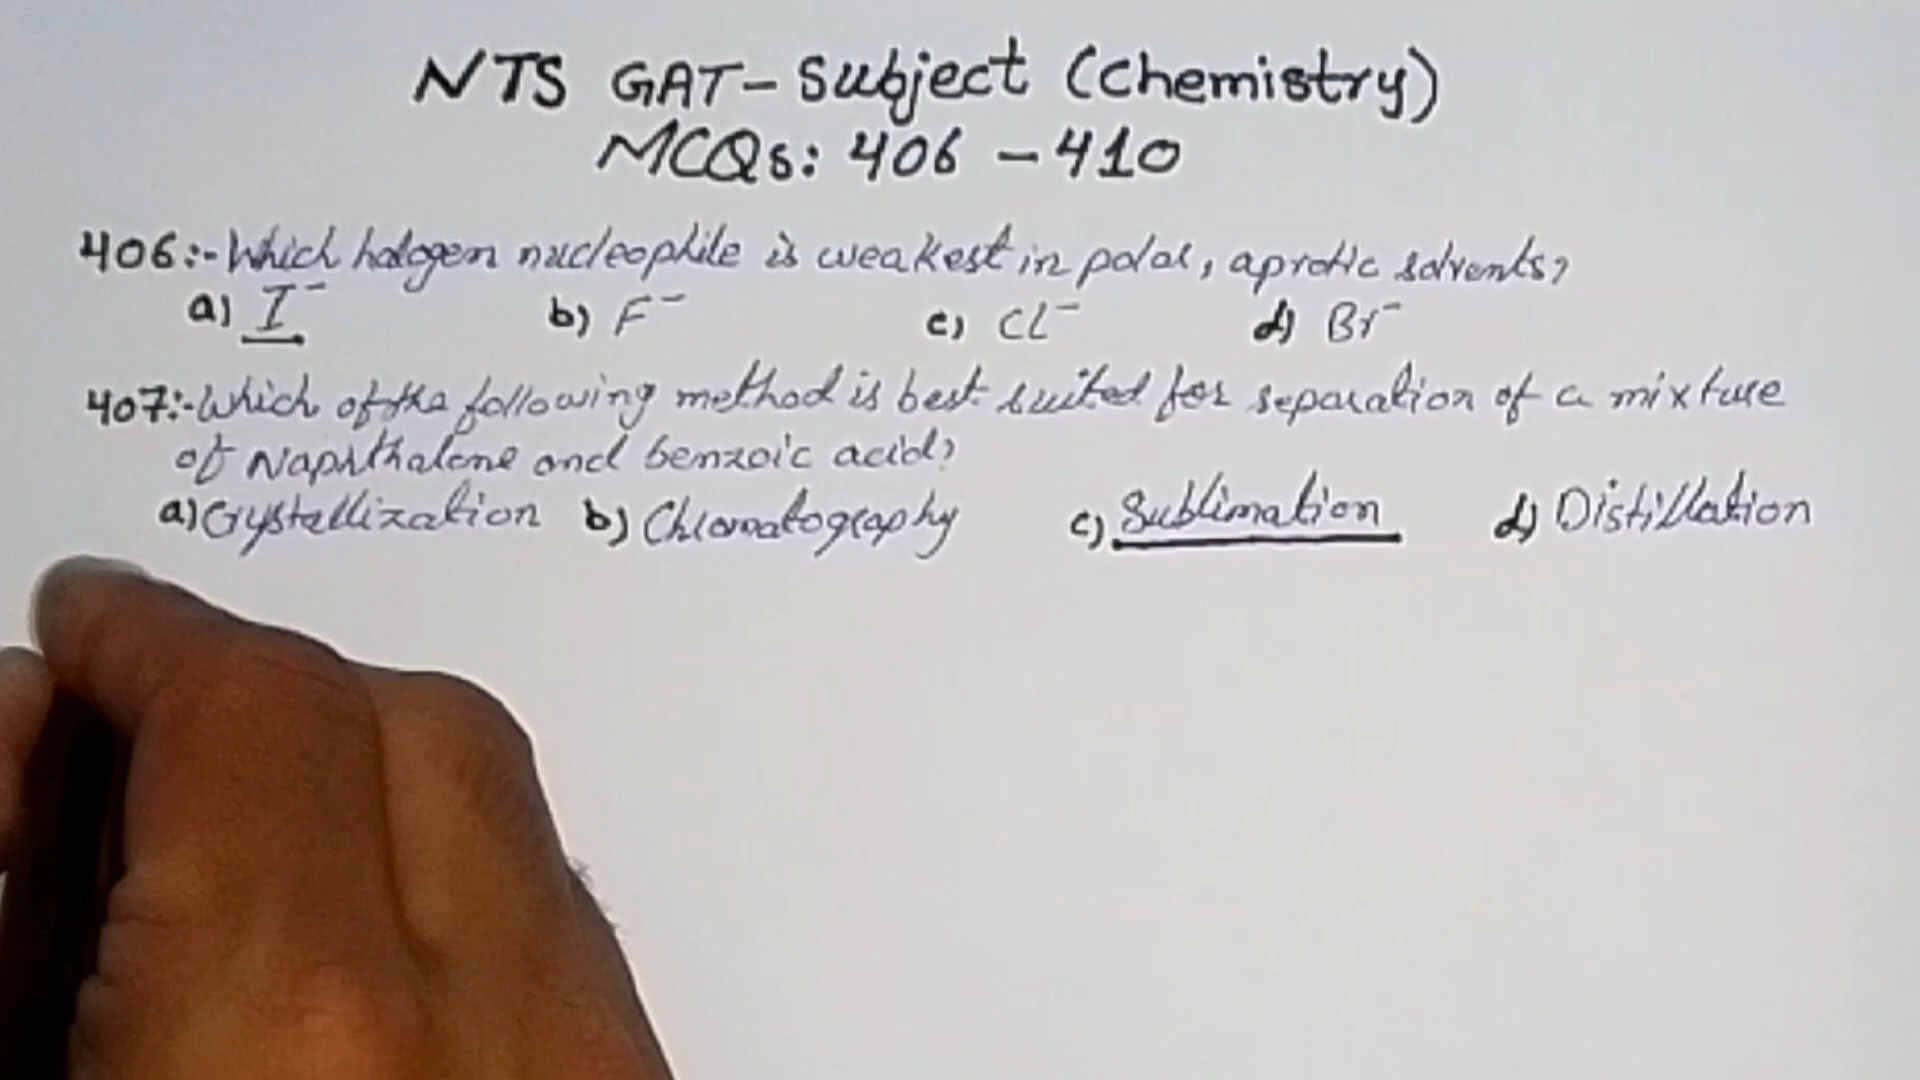 NTS GAT-Subject (Chemistry)
MCQs: 406 - 410
406:- Which halogen nucleophile is weakest in polar, aprotic solvents?
a) I⁻ b) F⁻ c) Cl⁻ d) Br⁻
407:- Which of the following method is best suited for separation of a mixture
of Naphthalene and benzoic acid?
a) Crystallization b) Chromatography c) Sublimation d) Distillation